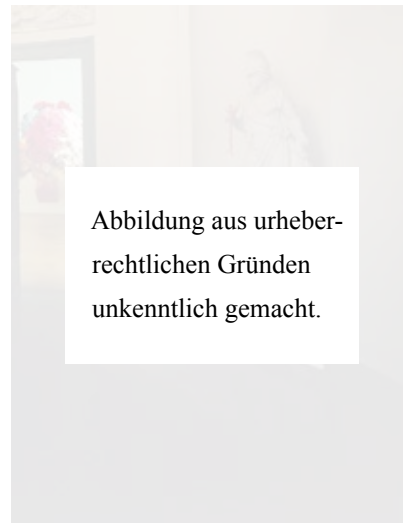 Abbildung aus urheber-
rechtlichen Gründen
unkenntlich gemacht.